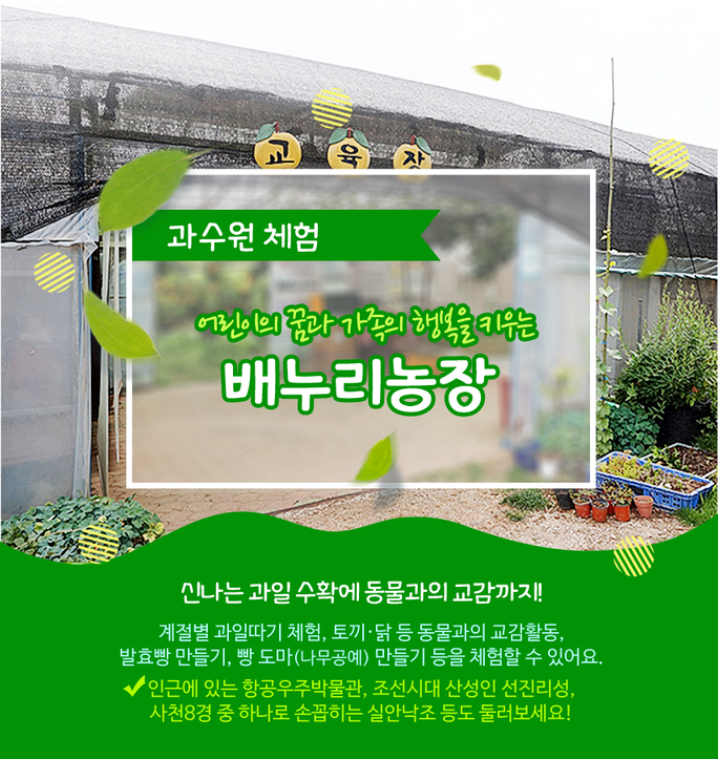 교육장
과수원 체험
어린이의 꿈과 가족의 행복을 키우는
배누리농장
신나는 과일 수확에 동물과의 교감까지!
계절별 과일따기 체험, 토끼·닭 등 동물과의 교감활동,
발효빵 만들기, 빵 도마(나무공예) 만들기 등을 체험할 수 있어요.
인근에 있는 항공우주박물관, 조선시대 산성인 선진리성,
사천8경 중 하나로 손꼽히는 실안낙조 등도 둘러보세요!